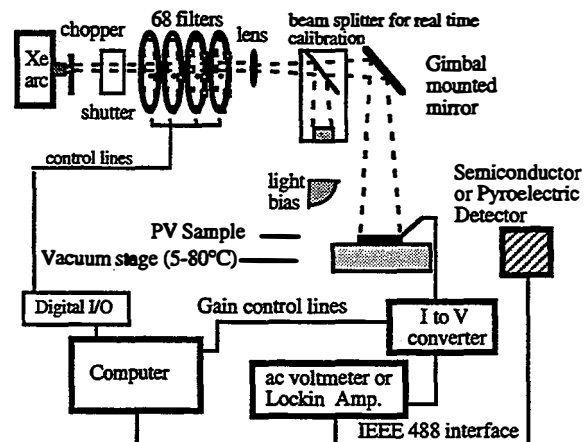 chopper
68 filters
lens
beam splitter for real time
calibration
Xe
arc
shutter
Gimbal
mounted
mirror
control lines
light
bias
Semiconductor
or Pyroelectric
Detector
PV Sample
Vacuum stage (5-80°C)
Digital I/O
Gain control lines
I to V
converter
Computer
ac voltmeter or
Lockin Amp.
IEEE 488 interface